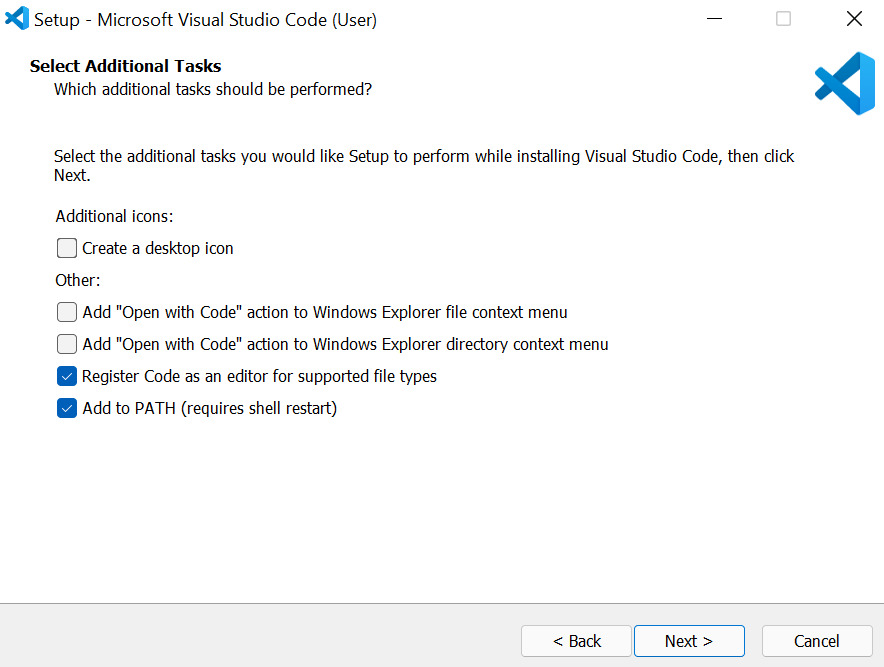 Setup - Microsoft Visual Studio Code (User)
Select Additional Tasks
Which additional tasks should be performed?
Select the additional tasks you would like Setup to perform while installing Visual Studio Code, then click
Next.
Additional icons:
Create a desktop icon
Other:
Add "Open with Code" action to Windows Explorer file context menu
Add "Open with Code" action to Windows Explorer directory context menu
Register Code as an editor for supported file types
Add to PATH (requires shell restart)
< Back
Next >
Cancel